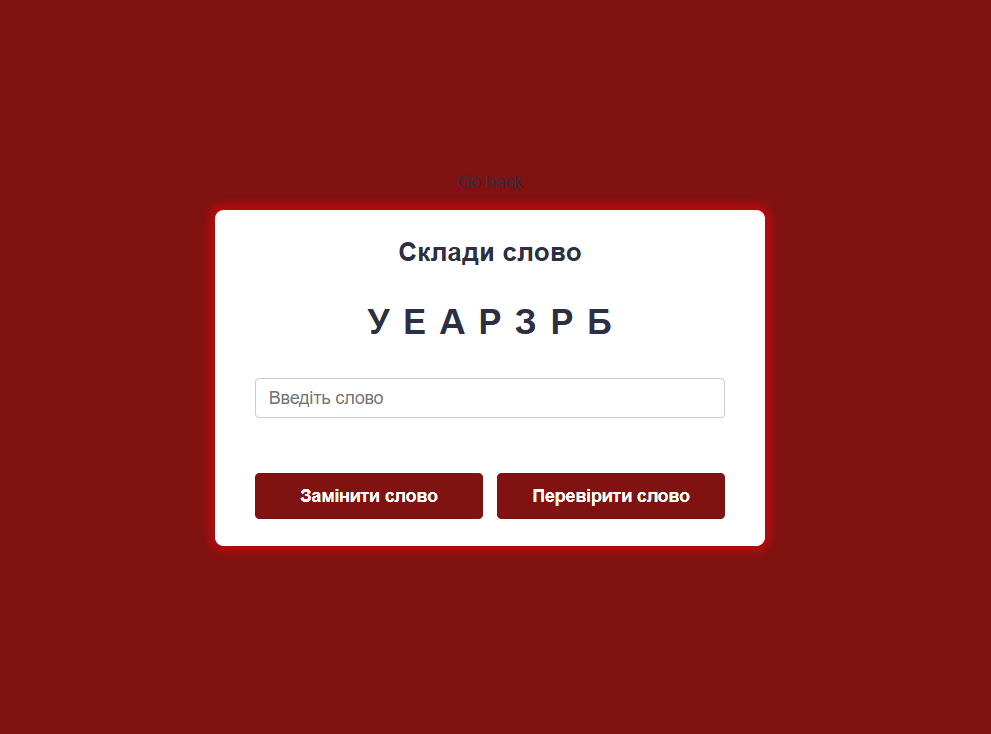 Go back
Склади слово
У Е А Р З Р Б
Введіть слово
Замінити слово
Перевірити слово